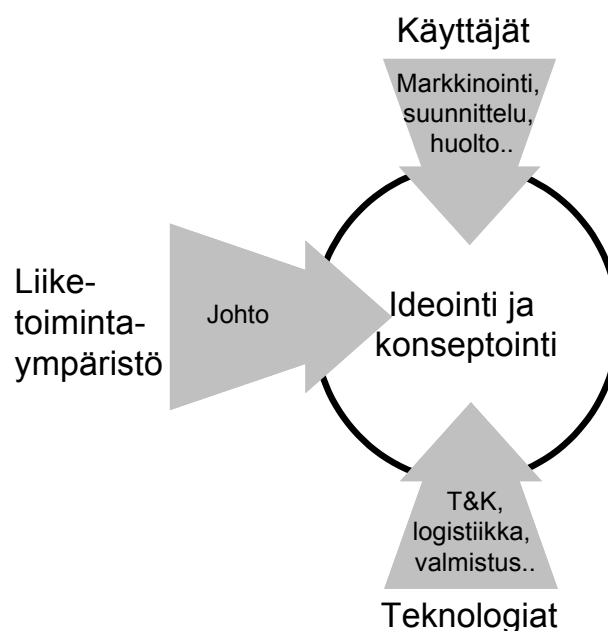 Käyttäjät
Markkinointi,
suunnittelu,
huolto..
Liike-
toiminta-
ympäristö
Johto
Ideointi ja
konseptointi
T&K,
logistiikka,
valmistus..
Teknologiat